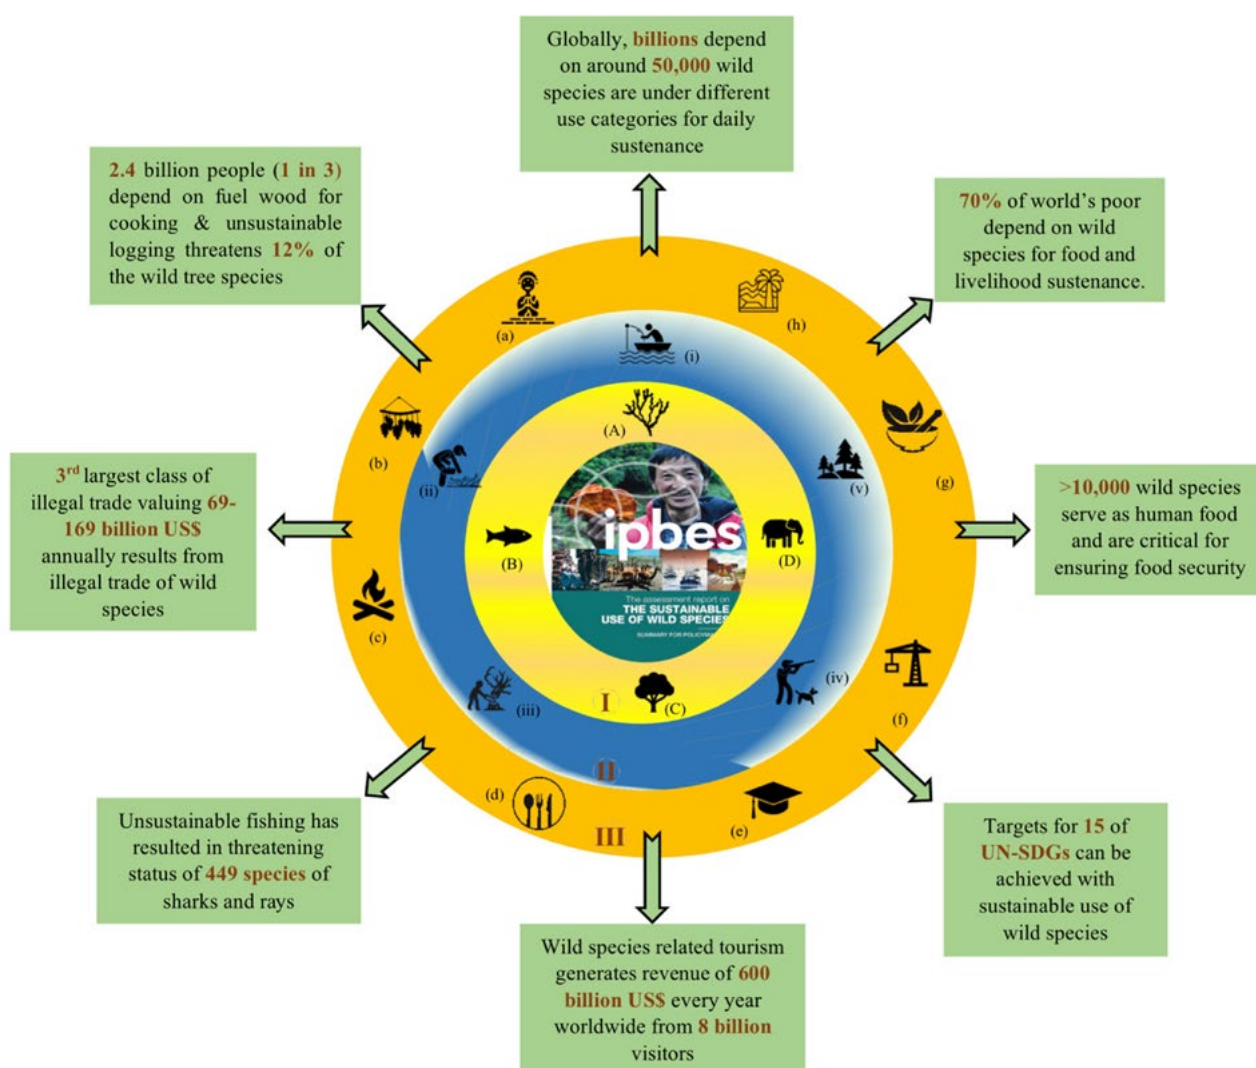 Globally, billions depend
on around 50,000 wild
species are under different
use categories for daily
sustenance
2.4 billion people (1 in 3)
depend on fuel wood for
cooking & unsustainable
logging threatens 12% of
the wild tree species
70% of world's poor
depend on wild
species for food and
livelihood sustenance.
3rd largest class of
illegal trade valuing 69-
169 billion US$
annually results from
illegal trade of wild
species
>10,000 wild species
serve as human food
and are critical for
ensuring food security
Unsustainable fishing has
resulted in threatening
status of 449 species of
sharks and rays
Targets for 15 of
UN-SDGs can be
achieved with
sustainable use of
wild species
Wild species related tourism
generates revenue of 600
billion US$ every year
worldwide from 8 billion
visitors
(a)
(h)
(i)
(A)
(b)
(ii)
(v)
(g)
(B)
(D)
ipbes
The assessment report on
THE SUSTAINABLE
USE OF WILD SPECIES
SUMMARY FOR
(c)
(iii)
I
(C)
(iv)
(f)
II
(d)
III
(e)